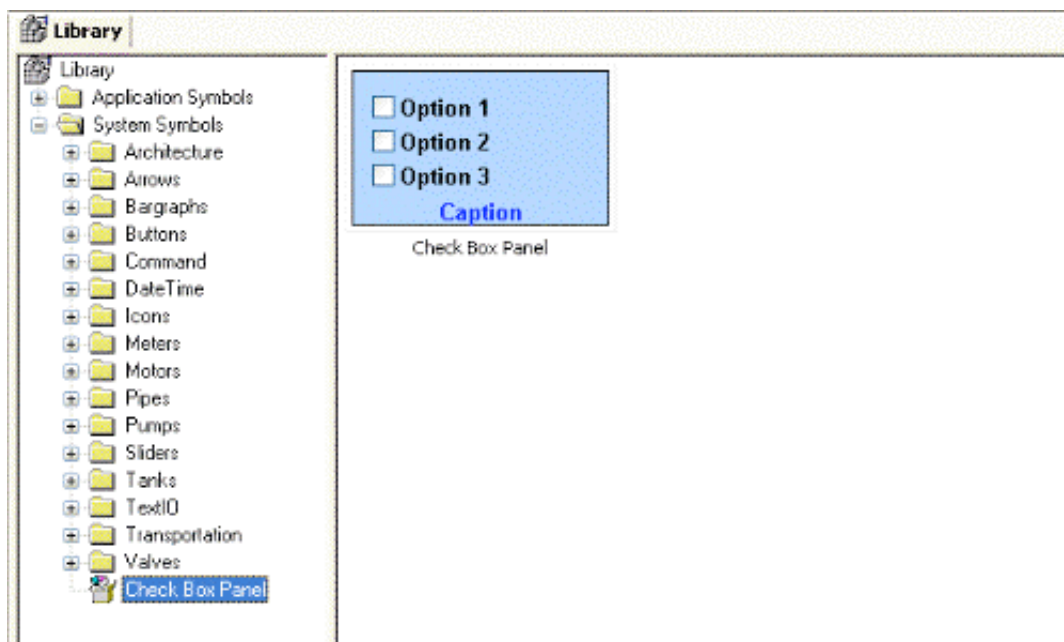 Library
Library
Application Symbols
System Symbols
Architecture
Arrows
Bargraphs
Buttons
Command
DateTime
Icons
Meters
Motors
Pipes
Pumps
Sliders
Tanks
TextIO
Transportation
Valves
Check Box Panel
Option 1
Option 2
Option 3
Caption
Check Box Panel